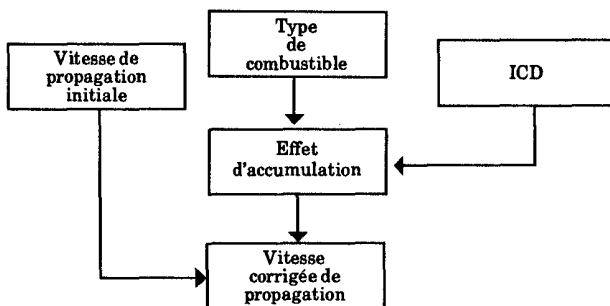 Type
de
combustible
Vitesse de
propagation
initiale
ICD
Effet
d'accumulation
Vitesse
corrigée de
propagation